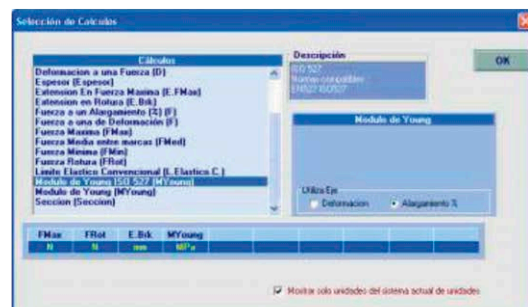 Selección de Calculos
Cálculos
Deformacion a una Fuerza (D)
Espesor (Espesor)
Extension En Fuerza Maxima (E.FMax)
Extension en Rotura (E.Brk)
Fuerza a un Alargamiento (%) (F)
Fuerza a una de Deformación (F)
Fuerza Maxima (FMax)
Fuerza Media entre marcas (FMed)
Fuerza Minima (FMin)
Fuerza Rotura (FRot)
Limite Elastico Convencional (L.Elastico C.)
Modulo de Young ISO 527 (MYoung)
Modulo de Young (MYoung)
Seccion (Seccion)
Descripción
ISO 527
Normas compatibles
EN527 ISO527
OK
Modulo de Young
Utiliza Eje
Deformacion
Alargamiento %
FMax FRot E.Brk MYoung
N N mm MPa
Mostrar solo unidades del sistema actual de unidades